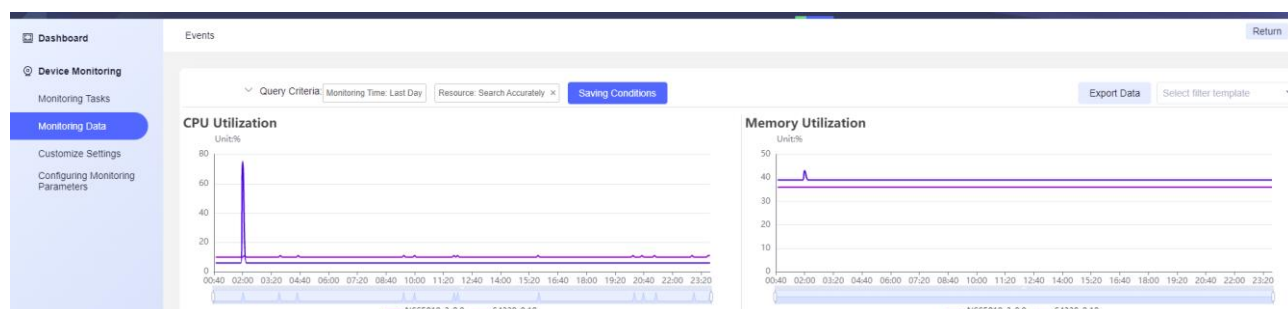 Dashboard
Events
Return
Device Monitoring
Monitoring Tasks
Query Criteria:
Monitoring Time: Last Day
Resource: Search Accurately ×
Saving Conditions
Export Data
Select filter template
Monitoring Data
Customize Settings
Configuring Monitoring
Parameters
CPU Utilization
Unit:%
80
60
40
20
0
00:40 02:00 03:20 04:40 06:00 07:20 08:40 10:00 11:20 12:40 14:00 15:20 16:40 18:00 19:20 20:40 22:00 23:20
Memory Utilization
Unit:%
50
40
30
20
10
0
00:40 02:00 03:20 04:40 06:00 07:20 08:40 10:00 11:20 12:40 14:00 15:20 16:40 18:00 19:20 20:40 22:00 23:20